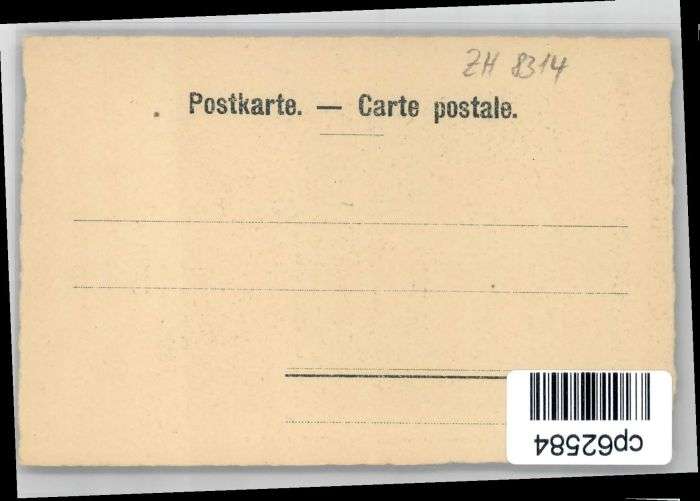 ZH 8314
Postkarte. — Carte postale.
cp62584